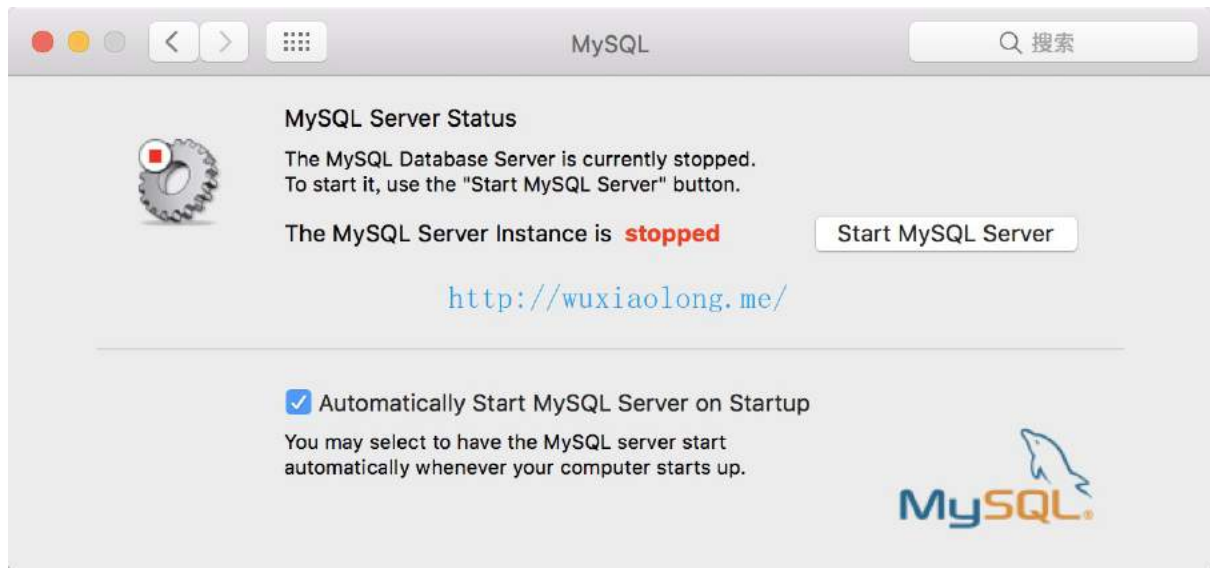 MySQL
搜索
MySQL Server Status
The MySQL Database Server is currently stopped.
To start it, use the "Start MySQL Server" button.
The MySQL Server Instance is stopped
Start MySQL Server
http://wuxiaolong.me/
Automatically Start MySQL Server on Startup
You may select to have the MySQL server start
automatically whenever your computer starts up.
MySQL®